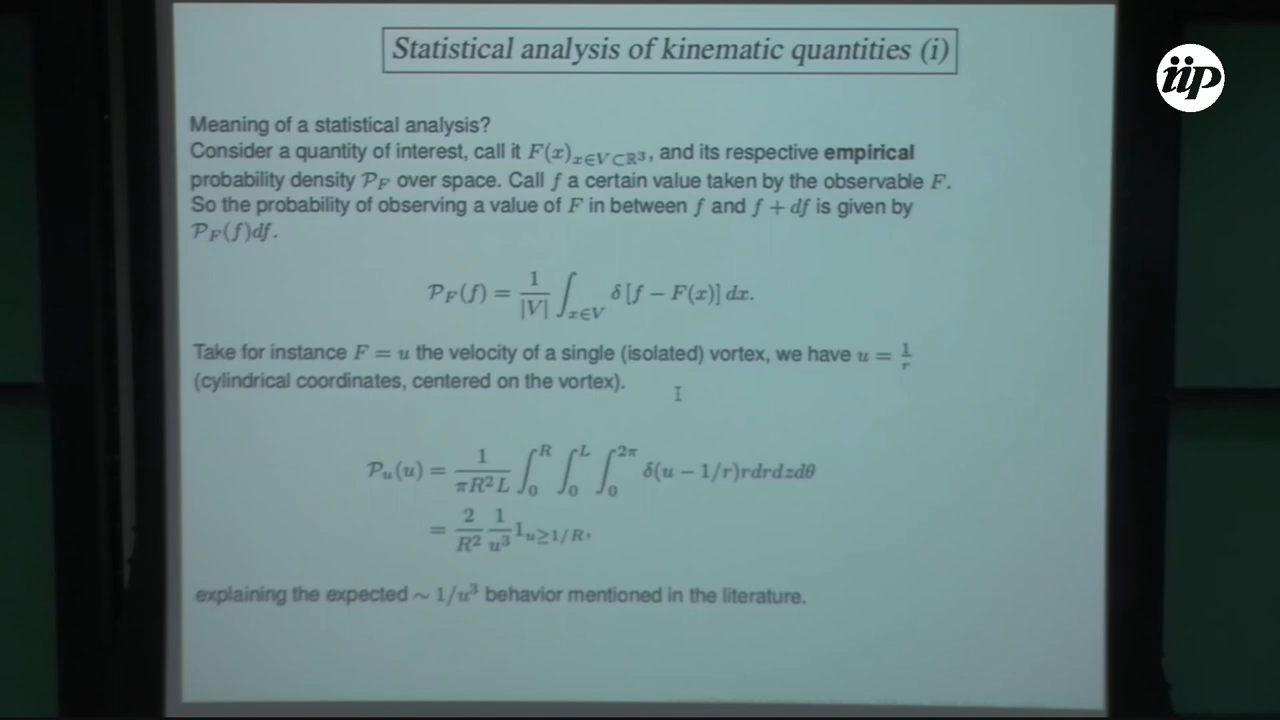 Statistical analysis of kinematic quantities (i)
iip
Meaning of a statistical analysis?
Consider a quantity of interest, call it F(x)_{x∈V⊂ℝ³}, and its respective empirical
probability density 𝒫_F over space. Call f a certain value taken by the observable F.
So the probability of observing a value of F in between f and f + df is given by
𝒫_F(f)df.
𝒫_F(f) = \frac{1}{|V|} ∫_{x∈V} δ [f − F(x)] dx.
Take for instance F = u the velocity of a single (isolated) vortex, we have u = \frac{1}{r}
(cylindrical coordinates, centered on the vortex).
𝒫_u(u) = \frac{1}{πR²L} ∫_0^R ∫_0^L ∫_0^{2π} δ(u − 1/r)rdrdzdθ
= \frac{2}{R²} \frac{1}{u³} 1_{u≥1/R},
explaining the expected ∼ 1/u³ behavior mentioned in the literature.